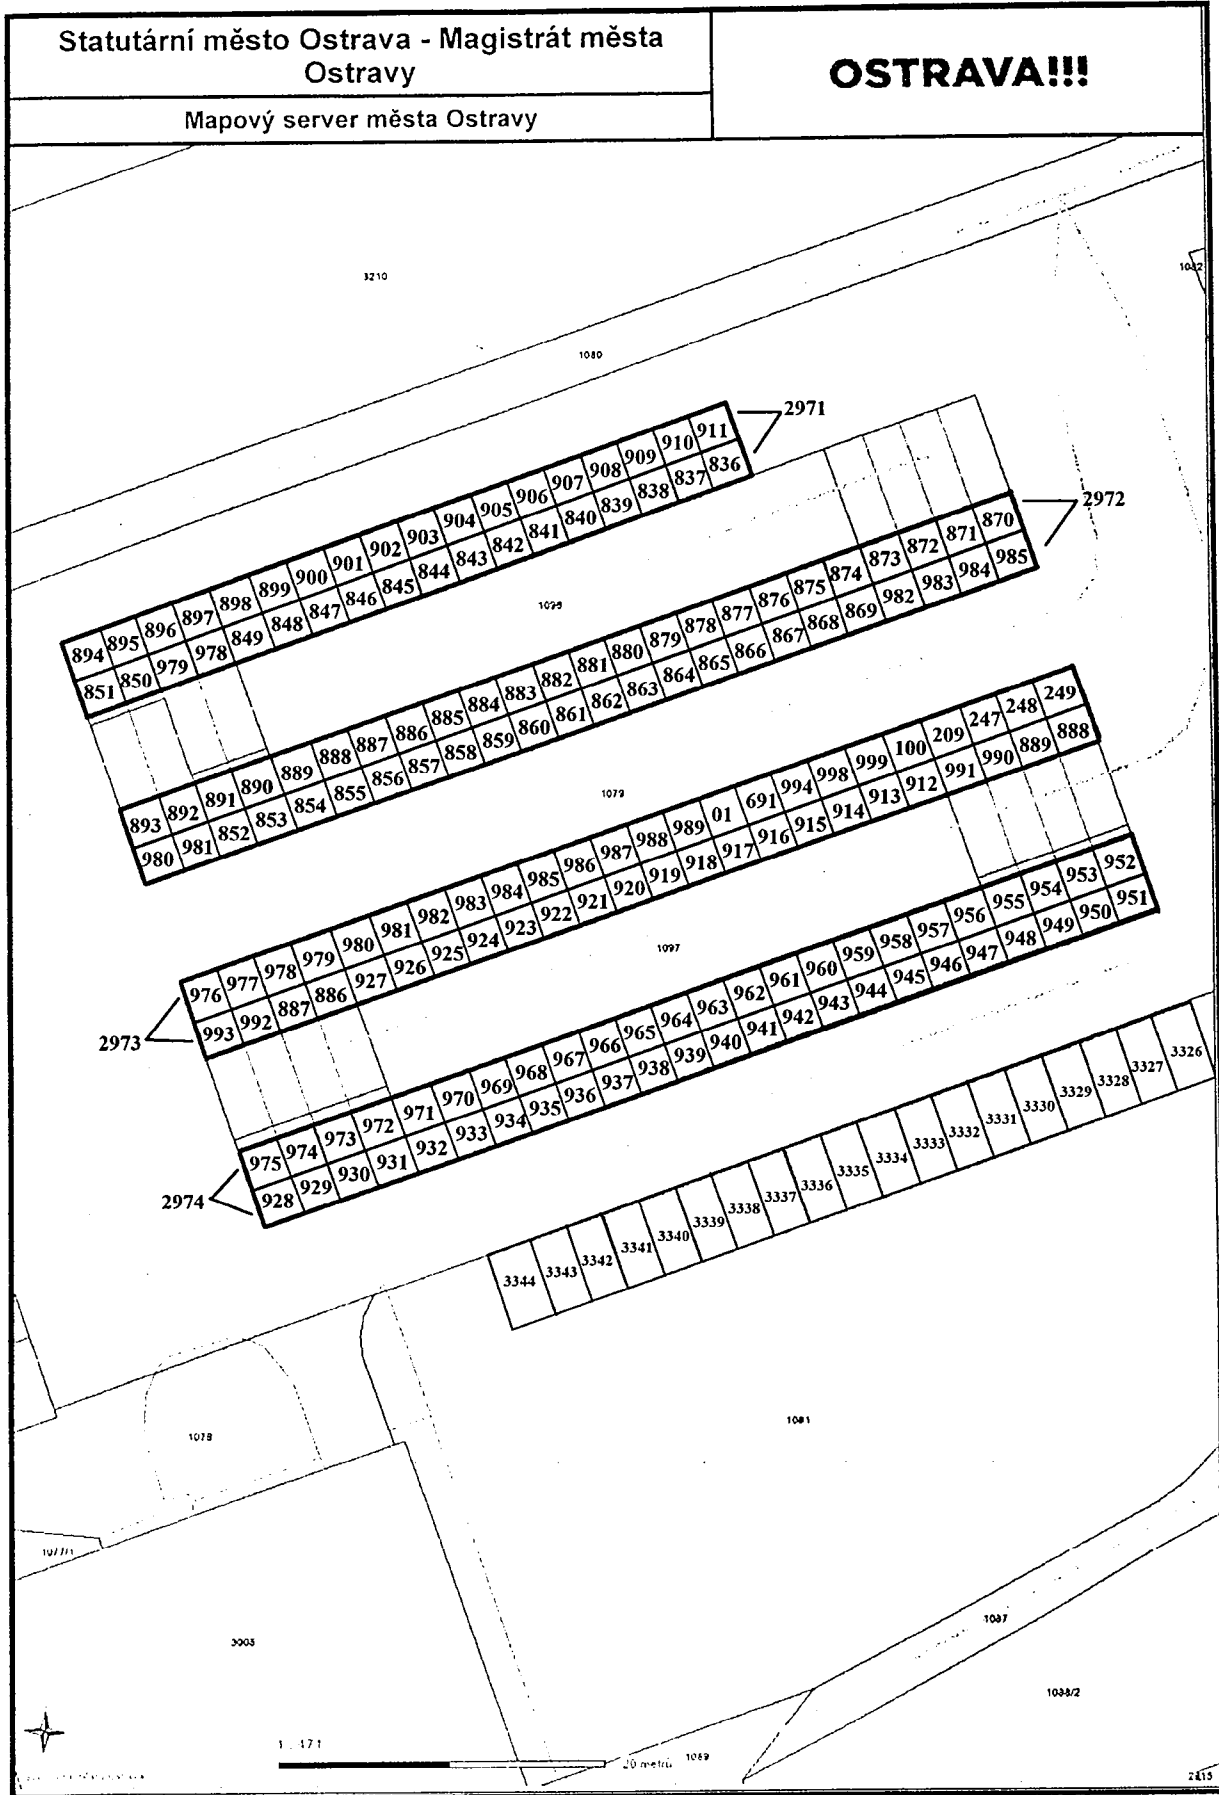 Statutární město Ostrava - Magistrát města
Ostravy
Mapový server města Ostravy
OSTRAVA!!!
3210
1080
1082
2971
894 895 896 897 898 899 900 901 902 903 904 905 906 907 908 909 910 911
851 850 979 978 849 848 847 846 845 844 843 842 841 840 839 838 837 836
2972
893 892 891 890 889 888 887 886 885 884 883 882 881 880 879 878 877 876 875 874 873 872 871 870
980 981 852 853 854 855 856 857 858 859 860 861 862 863 864 865 866 867 868 869 982 983 984 985
1079
2973
976 977 978 979 980 981 982 983 984 985 986 987 988 989 01 691 994 998 999 100 209 247 248 249
993 992 887 886 927 926 925 924 923 922 921 920 919 918 917 916 915 914 913 912 991 990 889 888
1097
2974
975 974 973 972 971 970 969 968 967 966 965 964 963 962 961 960 959 958 957 956 955 954 953 952
928 929 930 931 932 933 934 935 936 937 938 939 940 941 942 943 944 945 946 947 948 949 950 951
3344 3343 3342 3341 3340 3339 3338 3337 3336 3335 3334 3333 3332 3331 3330 3329 3328 3327 3326
1078
1081
1077/1
3003
1087
1088/2
1089
20 metrů